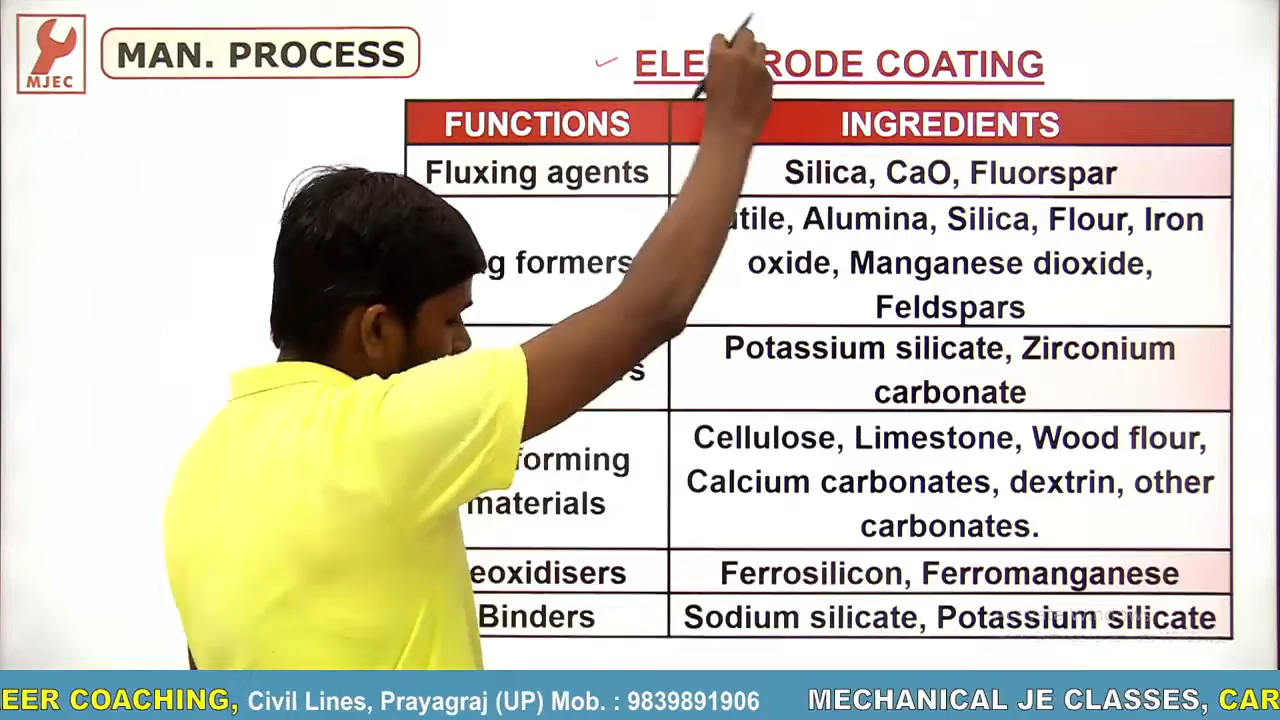 MJEC
MAN. PROCESS
ELE RODE COATING
FUNCTIONS INGREDIENTS
Fluxing agents Silica, CaO, Fluorspar
g formers tile, Alumina, Silica, Flour, Iron
oxide, Manganese dioxide,
Feldspars
rs Potassium silicate, Zirconium
carbonate
forming
materials
Cellulose, Limestone, Wood flour,
Calcium carbonates, dextrin, other
carbonates.
eoxidisers Ferrosilicon, Ferromanganese
Binders Sodium silicate, Potassium silicate
EER COACHING, Civil Lines, Prayagraj (UP) Mob. : 9839891906 MECHANICAL JE CLASSES, CAR